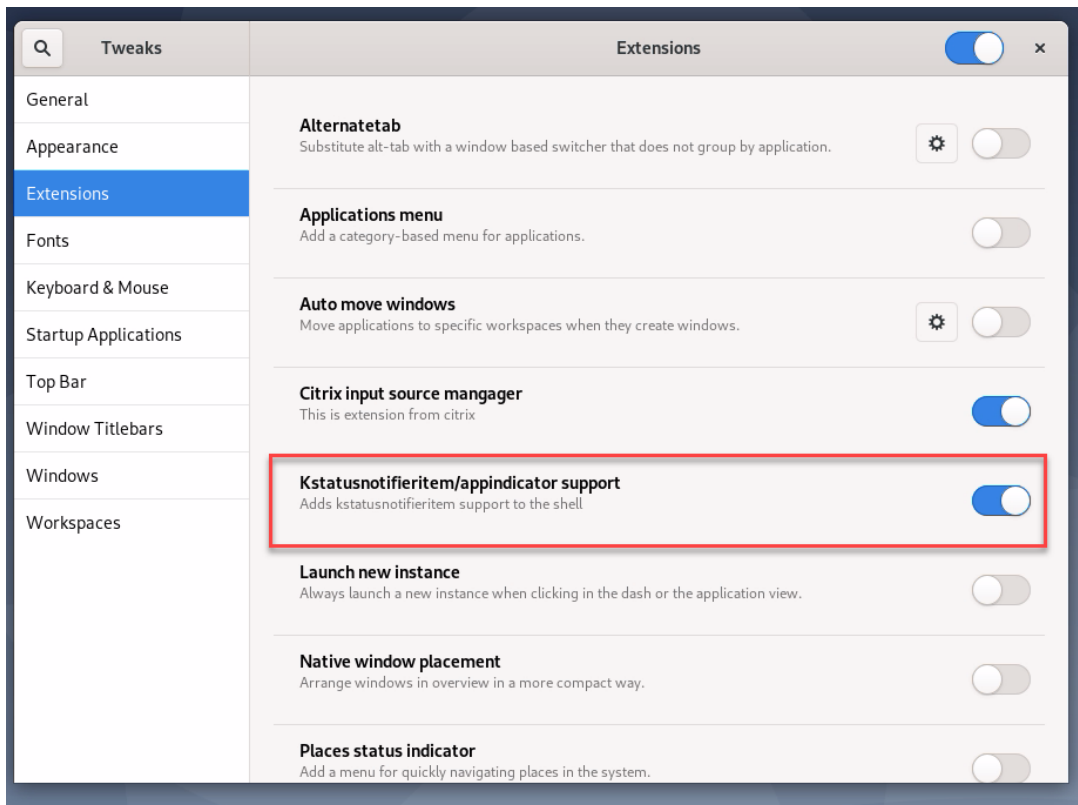 Tweaks
Extensions
General
Appearance
Extensions
Fonts
Keyboard & Mouse
Startup Applications
Top Bar
Window Titlebars
Windows
Workspaces
Alternatetab
Substitute alt-tab with a window based switcher that does not group by application.
Applications menu
Add a category-based menu for applications.
Auto move windows
Move applications to specific workspaces when they create windows.
Citrix input source mangager
This is extension from citrix
Kstatusnotifieritem/appindicator support
Adds kstatusnotifieritem support to the shell
Launch new instance
Always launch a new instance when clicking in the dash or the application view.
Native window placement
Arrange windows in overview in a more compact way.
Places status indicator
Add a menu for quickly navigating places in the system.